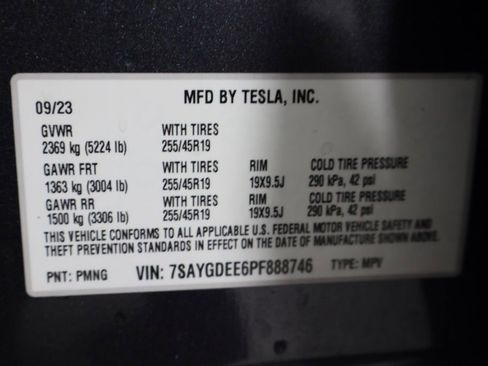 MFD BY TESLA, INC.
09/23
GVWR WITH TIRES
2369 kg (5224 lb) 255/45R19
GAWR FRT WITH TIRES RIM COLD TIRE PRESSURE
1363 kg (3004 lb) 255/45R19 19X9.5J 290 kPa, 42 psi
GAWR RR WITH TIRES RIM COLD TIRE PRESSURE
1500 kg (3306 lb) 255/45R19 19X9.5J 290 kPa, 42 psi
THIS VEHICLE CONFORMS TO ALL APPLICABLE U.S. FEDERAL MOTOR VEHICLE SAFETY AND
THEFT PREVENTION STANDARDS IN EFFECT ON THE DATE OF MANUFACTURE SHOWN ABOVE.
PNT: PMNG VIN: 7SAYGDEE6PF888746 TYPE: MPV